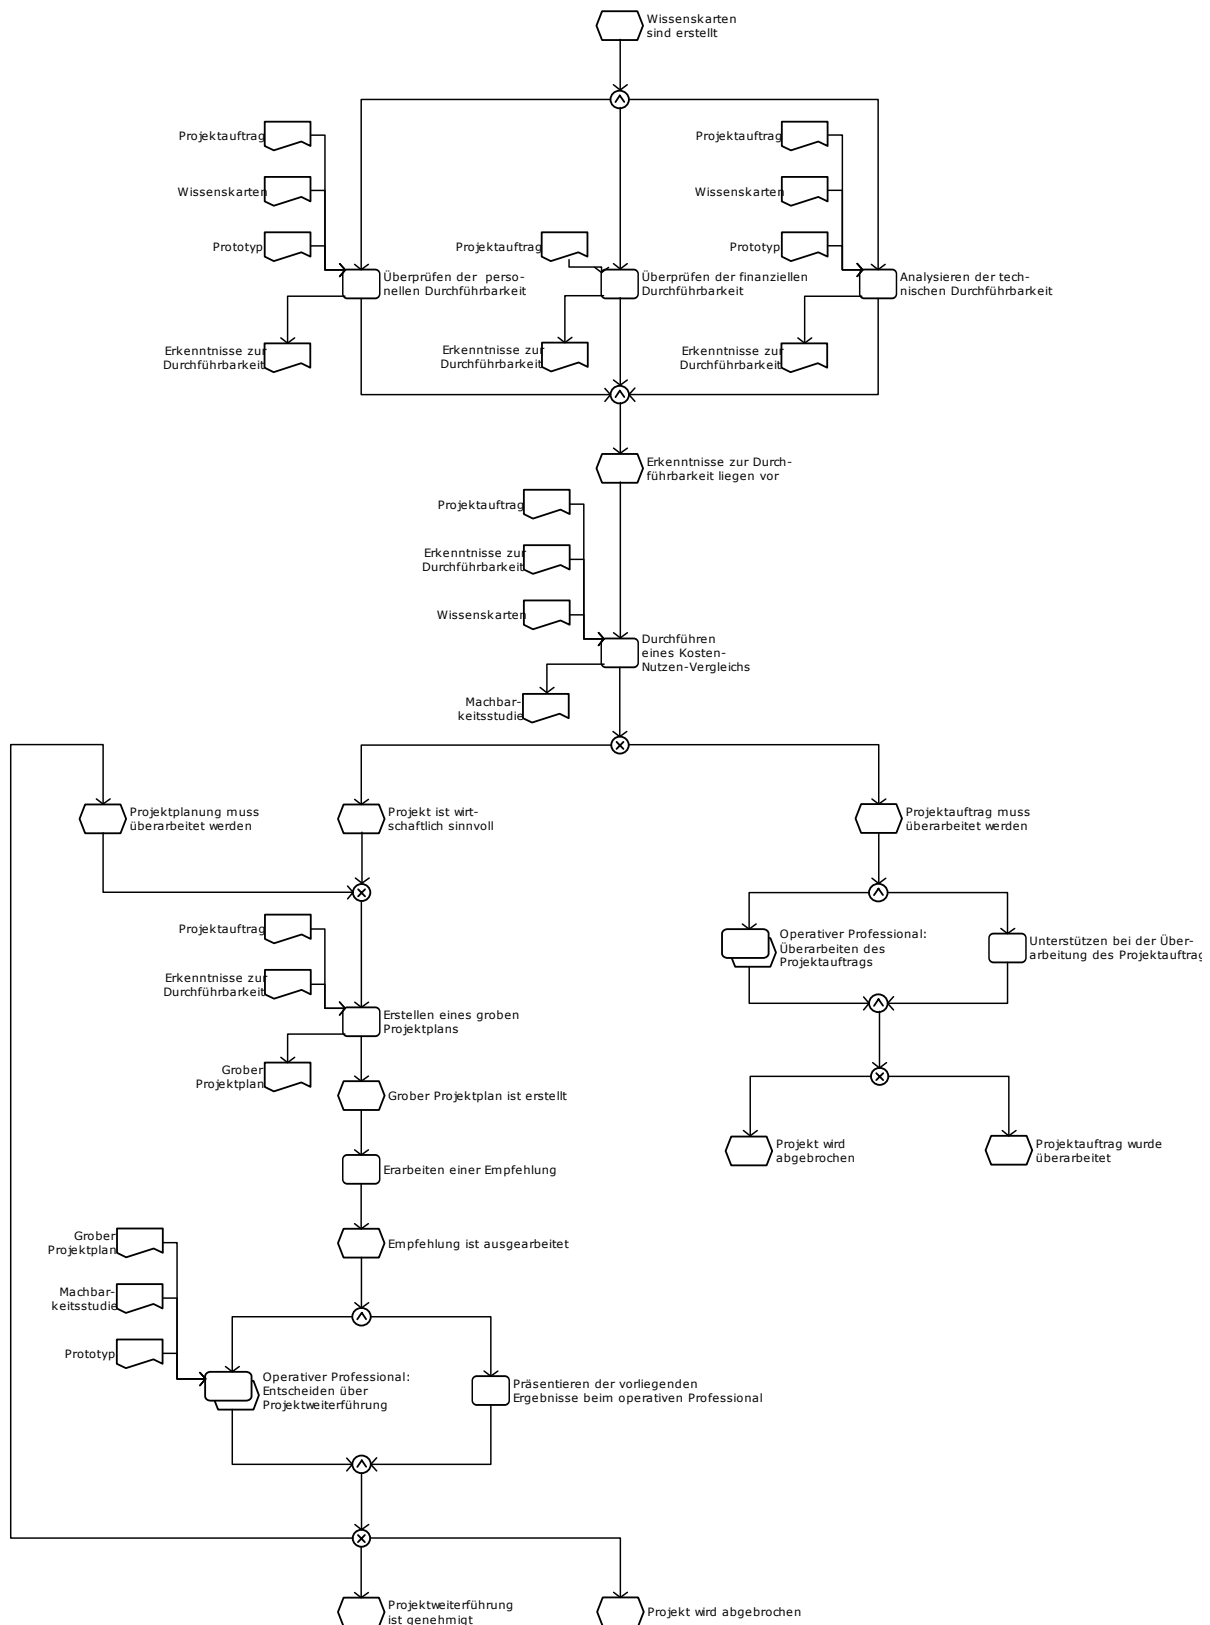 Wissenskarten
sind erstellt
Projektauftrag
Wissenskarten
Prototyp
Projektauftrag
Projektauftrag
Wissenskarten
Prototyp
Überprüfen der perso-
nellen Durchführbarkeit
Überprüfen der finanziellen
Durchführbarkeit
Analysieren der tech-
nischen Durchführbarkeit
Erkenntnisse zur
Durchführbarkeit
Erkenntnisse zur
Durchführbarkeit
Erkenntnisse zur
Durchführbarkeit
Erkenntnisse zur Durch-
führbarkeit liegen vor
Projektauftrag
Erkenntnisse zur
Durchführbarkeit
Wissenskarten
Durchführen
eines Kosten-
Nutzen-Vergleichs
Machbar-
keitsstudie
Projektplanung muss
überarbeitet werden
Projekt ist wirt-
schaftlich sinnvoll
Projektauftrag muss
überarbeitet werden
Projektauftrag
Erkenntnisse zur
Durchführbarkeit
Operativer Professional:
Überarbeiten des
Projektauftrags
Unterstützen bei der Über-
arbeitung des Projektauftrag
Erstellen eines groben
Projektplans
Grober
Projektplan
Grober Projektplan ist erstellt
Projekt wird
abgebrochen
Projektauftrag wurde
überarbeitet
Erarbeiten einer Empfehlung
Empfehlung ist ausgearbeitet
Grober
Projektplan
Machbar-
keitsstudie
Prototyp
Operativer Professional:
Entscheiden über
Projektweiterführung
Präsentieren der vorliegenden
Ergebnisse beim operativen Professional
Projektweiterführung
ist genehmigt
Projekt wird abgebrochen